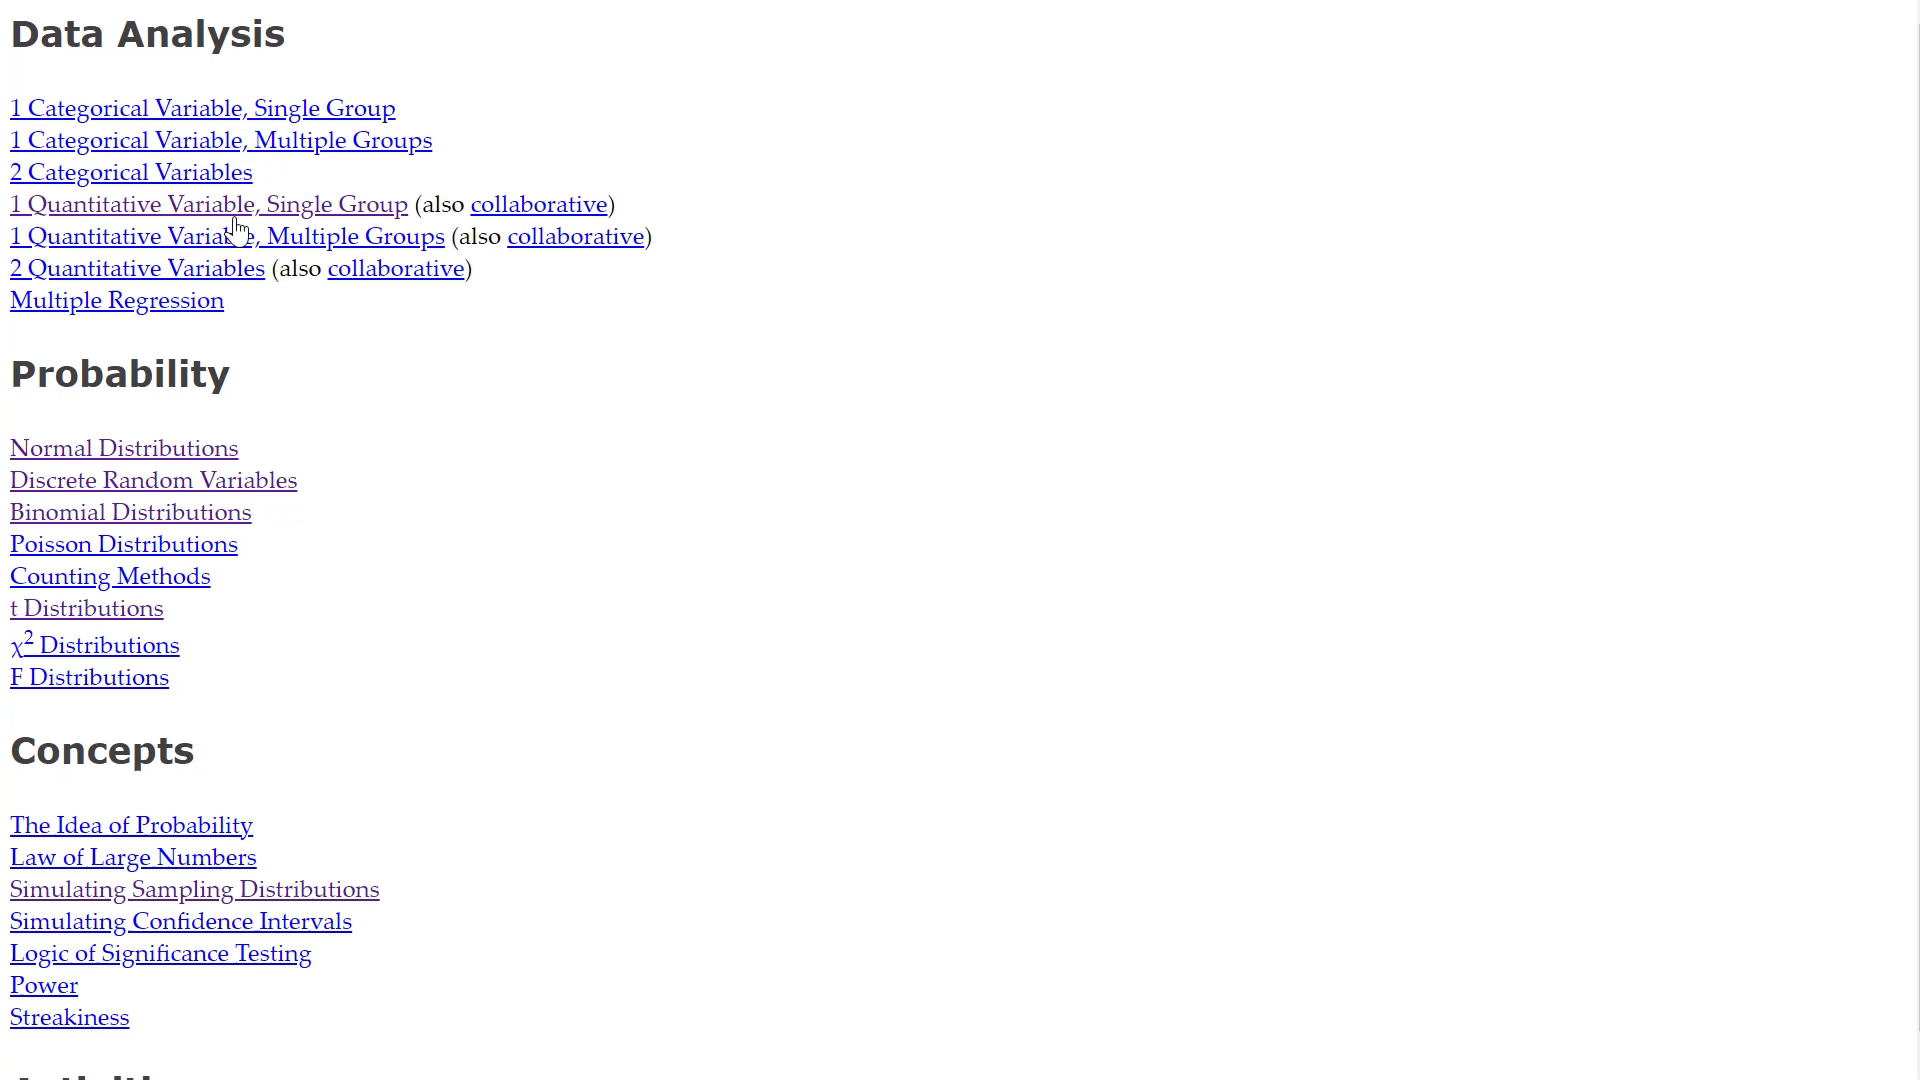 Data Analysis
1 Categorical Variable, Single Group
1 Categorical Variable, Multiple Groups
2 Categorical Variables
1 Quantitative Variable, Single Group (also collaborative)
1 Quantitative Variable, Multiple Groups (also collaborative)
2 Quantitative Variables (also collaborative)
Multiple Regression
Probability
Normal Distributions
Discrete Random Variables
Binomial Distributions
Poisson Distributions
Counting Methods
t Distributions
χ² Distributions
F Distributions
Concepts
The Idea of Probability
Law of Large Numbers
Simulating Sampling Distributions
Simulating Confidence Intervals
Logic of Significance Testing
Power
Streakiness